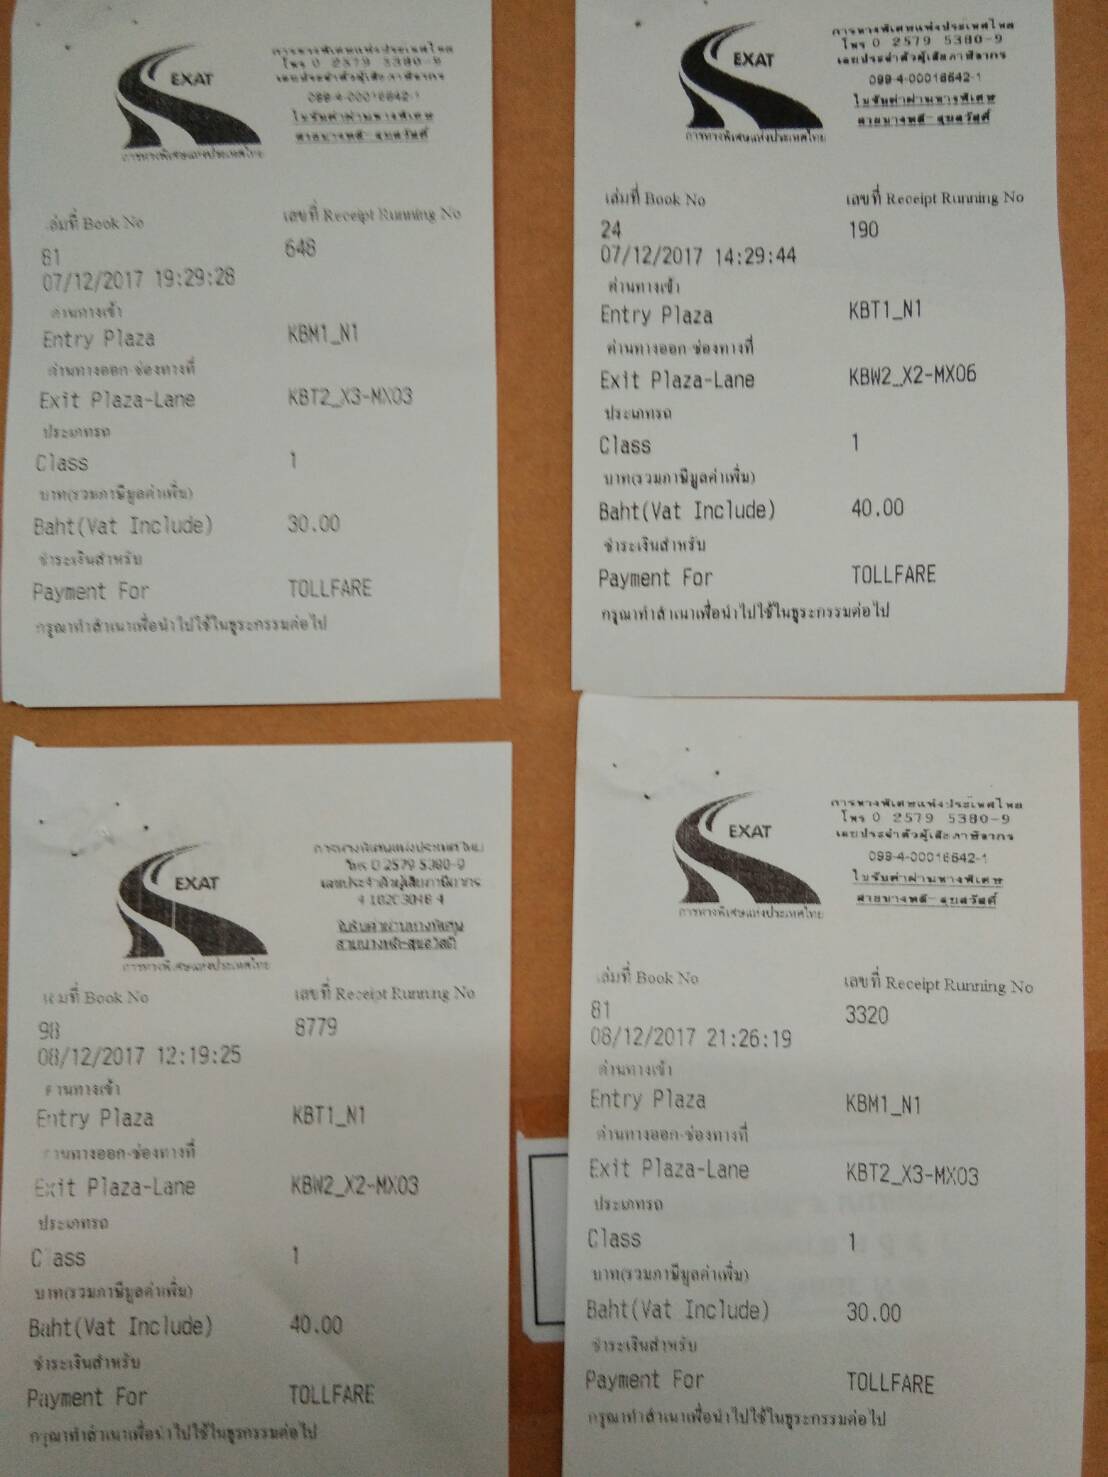 EXAT
การทางพิเศษแห่งประเทศไทย
การทางพิเศษแห่งประเทศไทย
โทร 0 2579 5380-9
เลขประจำตัวผู้เสียภาษีอากร
099-4-00016642-1
ใบรับค่าผ่านทางพิเศษ
สายบางพลี-สุขสวัสดิ์
เล่มที่ Book No
เลขที่ Receipt Running No
81
648
07/12/2017 19:29:28
ด่านทางเข้า
Entry Plaza
KBM1_N1
ด่านทางออก-ช่องทางที่
Exit Plaza-Lane
KBT2_X3-MX03
ประเภทรถ
Class
1
บาท(รวมภาษีมูลค่าเพิ่ม)
Baht(Vat Include)
30.00
ชำระเงินสำหรับ
Payment For
TOLLFARE
กรุณาทำสำเนาเพื่อนำไปใช้ในธุระกรรมต่อไป
EXAT
การทางพิเศษแห่งประเทศไทย
การทางพิเศษแห่งประเทศไทย
โทร 0 2579 5380-9
เลขประจำตัวผู้เสียภาษีอากร
099-4-00016642-1
ใบรับค่าผ่านทางพิเศษ
สายบางพลี-สุขสวัสดิ์
เล่มที่ Book No
เลขที่ Receipt Running No
24
190
07/12/2017 14:29:44
ด่านทางเข้า
Entry Plaza
KBT1_N1
ด่านทางออก-ช่องทางที่
Exit Plaza-Lane
KBW2_X2-MX06
ประเภทรถ
Class
1
บาท(รวมภาษีมูลค่าเพิ่ม)
Baht(Vat Include)
40.00
ชำระเงินสำหรับ
Payment For
TOLLFARE
กรุณาทำสำเนาเพื่อนำไปใช้ในธุระกรรมต่อไป
EXAT
การทางพิเศษแห่งประเทศไทย
การทางพิเศษแห่งประเทศไทย
โทร 0 2579 5380-9
เลขประจำตัวผู้เสียภาษีอากร
ใบรับค่าผ่านทางพิเศษ
สายบางพลี-สุขสวัสดิ์
เล่มที่ Book No
เลขที่ Receipt Running No
98
8779
08/12/2017 12:19:25
ด่านทางเข้า
Entry Plaza
KBT1_N1
ด่านทางออก-ช่องทางที่
Exit Plaza-Lane
KBW2_X2-MX03
ประเภทรถ
Class
1
บาท(รวมภาษีมูลค่าเพิ่ม)
Baht(Vat Include)
40.00
ชำระเงินสำหรับ
Payment For
TOLLFARE
กรุณาทำสำเนาเพื่อนำไปใช้ในธุรกรรมต่อไป
EXAT
การทางพิเศษแห่งประเทศไทย
การทางพิเศษแห่งประเทศไทย
โทร 0 2579 5380-9
เลขประจำตัวผู้เสียภาษีอากร
099-4-00016642-1
ใบรับค่าผ่านทางพิเศษ
สายบางพลี-สุขสวัสดิ์
เล่มที่ Book No
เลขที่ Receipt Running No
81
3320
08/12/2017 21:26:19
ด่านทางเข้า
Entry Plaza
KBM1_N1
ด่านทางออก-ช่องทางที่
Exit Plaza-Lane
KBT2_X3-MX03
ประเภทรถ
Class
1
บาท(รวมภาษีมูลค่าเพิ่ม)
Baht(Vat Include)
30.00
ชำระเงินสำหรับ
Payment For
TOLLFARE
กรุณาทำสำเนาเพื่อนำไปใช้ในธุระกรรมต่อไป